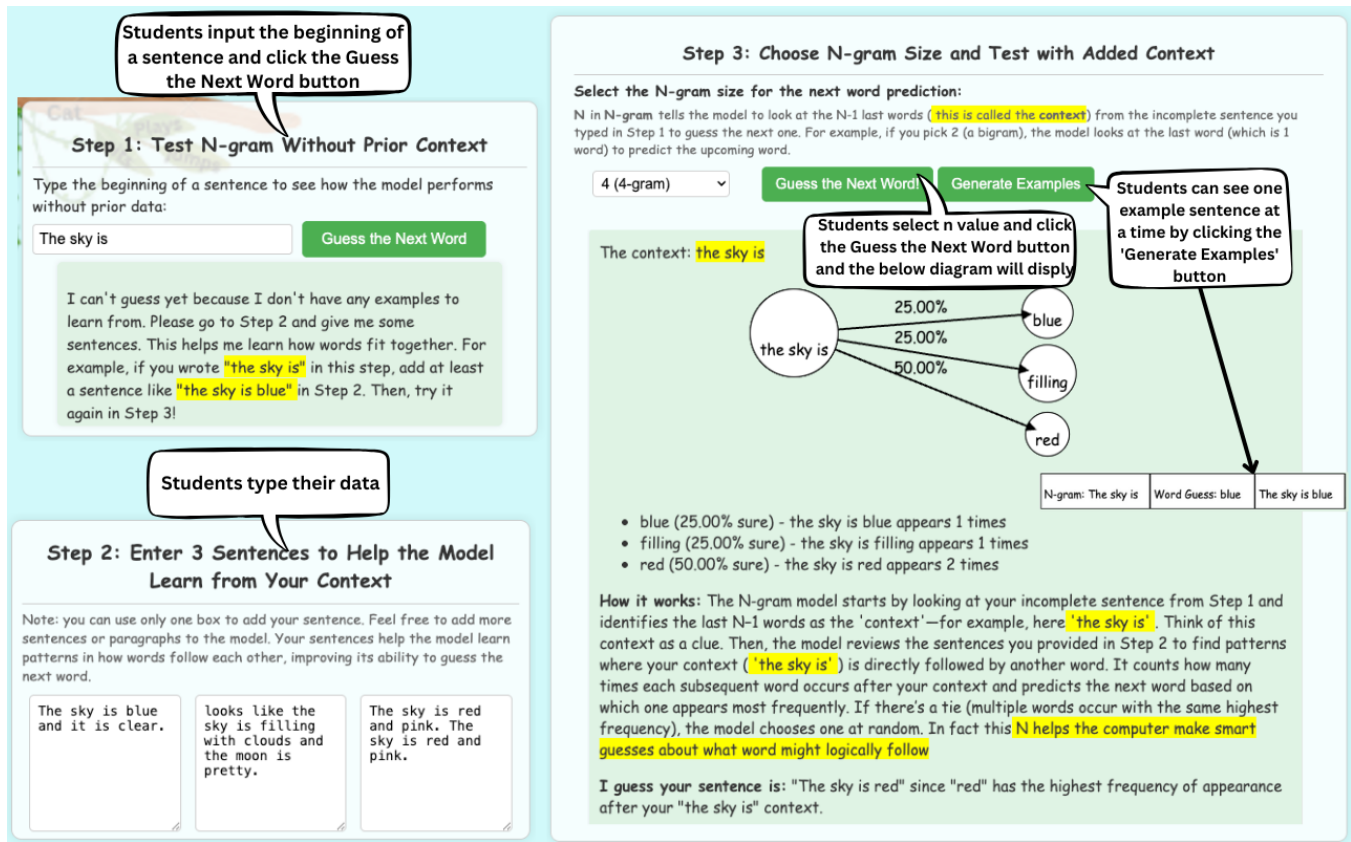 Students input the beginning of
a sentence and click the Guess
the Next Word button
Cat
plays
jumps
Step 1: Test N-gram Without Prior Context
Type the beginning of a sentence to see how the model performs
without prior data:
The sky is
Guess the Next Word
I can't guess yet because I don't have any examples to
learn from. Please go to Step 2 and give me some
sentences. This helps me learn how words fit together. For
example, if you wrote "the sky is" in this step, add at least
a sentence like "the sky is blue" in Step 2. Then, try it
again in Step 3!
Students type their data
Step 2: Enter 3 Sentences to Help the Model
Learn from Your Context
Note: you can use only one box to add your sentence. Feel free to add more
sentences or paragraphs to the model. Your sentences help the model learn
patterns in how words follow each other, improving its ability to guess the
next word.
The sky is blue
and it is clear.
looks like the
sky is filling
with clouds and
the moon is
pretty.
The sky is red
and pink. The
sky is red and
pink.
Step 3: Choose N-gram Size and Test with Added Context
Select the N-gram size for the next word prediction:
N in N-gram tells the model to look at the N-1 last words ( this is called the context) from the incomplete sentence you
typed in Step 1 to guess the next one. For example, if you pick 2 (a bigram), the model looks at the last word (which is 1
word) to predict the upcoming word.
4 (4-gram)
Guess the Next Word!
Generate Examples
Students can see one
example sentence at
a time by clicking the
'Generate Examples'
button
Students select n value and click
the Guess the Next Word button
and the below diagram will disply
The context: the sky is
the sky is
25.00%
25.00%
50.00%
blue
filling
red
N-gram: The sky is
Word Guess: blue
The sky is blue
• blue (25.00% sure) - the sky is blue appears 1 times
• filling (25.00% sure) - the sky is filling appears 1 times
• red (50.00% sure) - the sky is red appears 2 times
How it works: The N-gram model starts by looking at your incomplete sentence from Step 1 and
identifies the last N-1 words as the 'context'—for example, here 'the sky is' . Think of this
context as a clue. Then, the model reviews the sentences you provided in Step 2 to find patterns
where your context ( 'the sky is' ) is directly followed by another word. It counts how many
times each subsequent word occurs after your context and predicts the next word based on
which one appears most frequently. If there's a tie (multiple words occur with the same highest
frequency), the model chooses one at random. In fact this N helps the computer make smart
guesses about what word might logically follow
I guess your sentence is: "The sky is red" since "red" has the highest frequency of appearance
after your "the sky is" context.